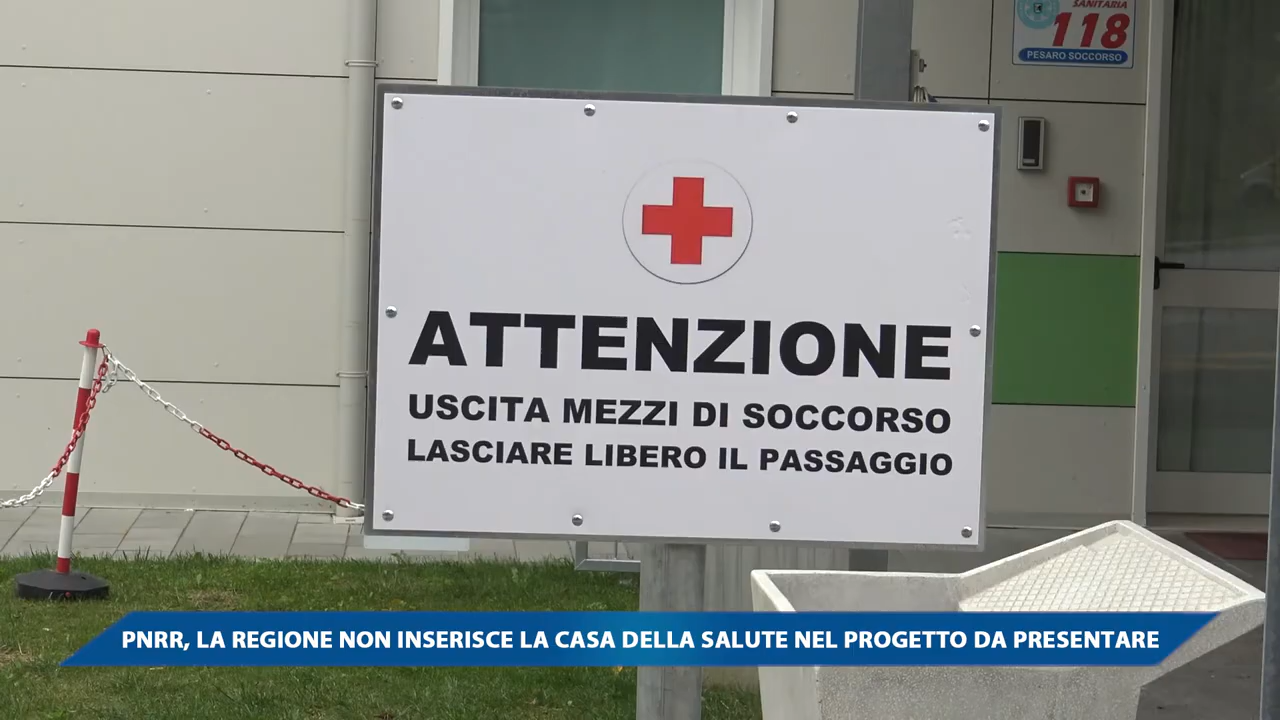 SANITARIA
118
PESARO SOCCORSO
ATTENZIONE
USCITA MEZZI DI SOCCORSO
LASCIARE LIBERO IL PASSAGGIO
PNRR, LA REGIONE NON INSERISCE LA CASA DELLA SALUTE NEL PROGETTO DA PRESENTARE